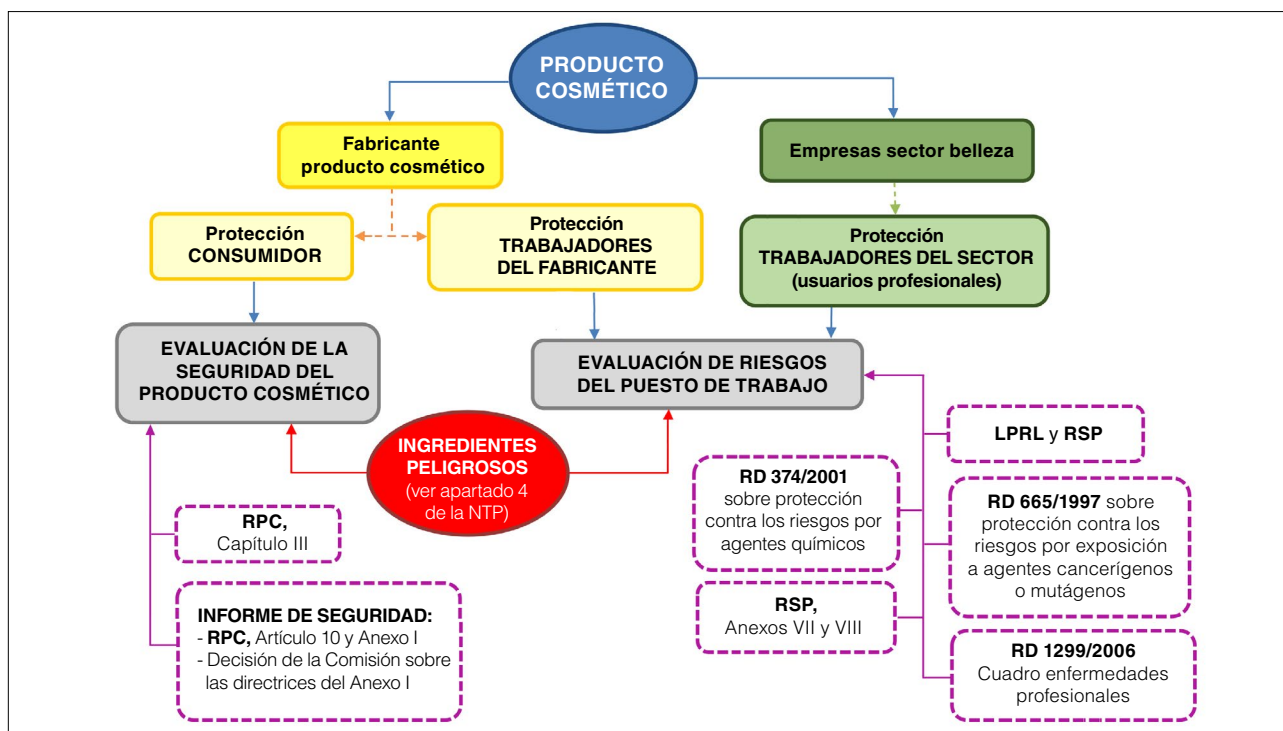 PRODUCTO
COSMÉTICO
Fabricante
producto cosmético
Empresas sector belleza
Protección
CONSUMIDOR
Protección
TRABAJADORES
DEL FABRICANTE
Protección
TRABAJADORES DEL SECTOR
(usuarios profesionales)
EVALUACIÓN DE LA
SEGURIDAD DEL
PRODUCTO COSMÉTICO
EVALUACIÓN DE RIESGOS
DEL PUESTO DE TRABAJO
INGREDIENTES
PELIGROSOS
(ver apartado 4
de la NTP)
RPC,
Capítulo III
INFORME DE SEGURIDAD:
- RPC, Artículo 10 y Anexo I
- Decisión de la Comisión sobre
las directrices del Anexo I
LPRL y RSP
RD 374/2001
sobre protección
contra los riesgos por
agentes químicos
RD 665/1997 sobre
protección contra los
riesgos por exposición
a agentes cancerígenos
o mutágenos
RSP,
Anexos VII y VIII
RD 1299/2006
Cuadro enfermedades
profesionales